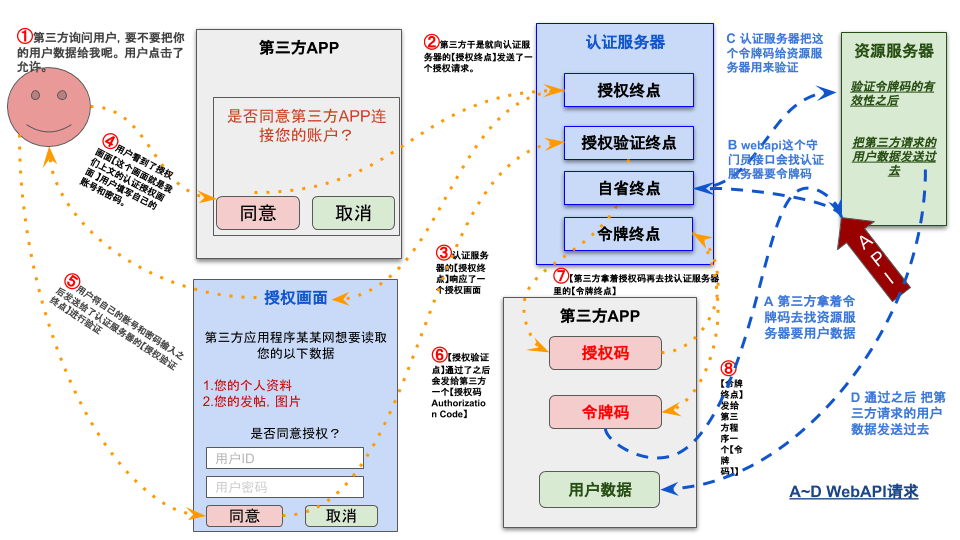 ①第三方询问用户，要不要把你
的用户数据给我呢。用户点击了
允许。
第三方APP
是否同意第三方APP连
接您的账户？
同意
取消
②第三方于是就向认证服
务器的【授权终点】发送了一
个授权请求。
认证服务器
授权终点
授权验证终点
自省终点
令牌终点
C 认证服务器把这
个令牌码给资源服
务器用来验证
资源服务器
验证令牌码的有
效性之后
把第三方请求的
用户数据发送过
去
B webapi这个守
门员接口会找认证
服务器要令牌码
API
④用户看到了授权
画面【这个画面就是我
们上文的认证授权画
面】用户填写自己的
账号和密码。
③认证服务
器的【授权终
点】响应了一
个授权画面
⑤用户将自己的账号和密码输入之
后发送给了认证服务器的【授权验证
终点】进行验证
授权画面
第三方应用程序某某网想要读取
您的以下数据
1.您的个人资料
2.您的发帖, 图片
是否同意授权？
用户ID
用户密码
同意
取消
⑥【授权验证
点】通过了之后
会发给第三方
一个【授权码
Authorizatio
n Code】
⑦【第三方拿着授权码再去找认证服务器
里的【令牌终点】
第三方APP
授权码
令牌码
用户数据
⑧
【令牌
终点】
发给
第三
方程
序一
个【令
牌
码】】
A 第三方拿着令
牌码去找资源服
务器要用户数据
D 通过之后 把第
三方请求的用户
数据发送过去
A~D WebAPI请求